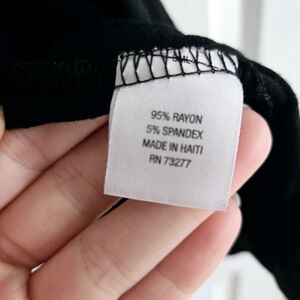 95% RAYON
5% SPANDEX
MADE IN HAITI
RN 73277